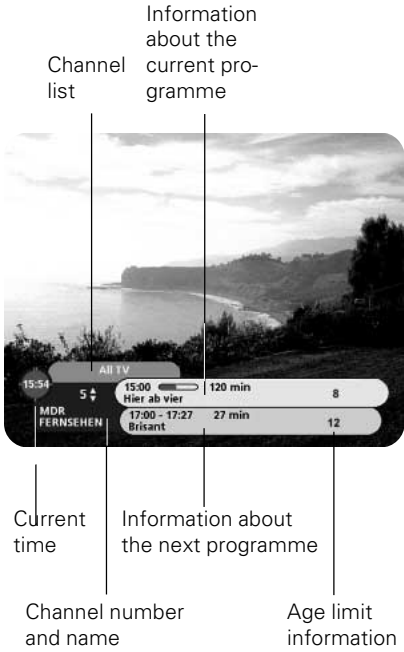 Information
about the
current pro-
gramme
Channel
list
All TV
15:54
5
15:00 120 min
Hier ab vier
8
MDR
FERNSEHEN
17:00 - 17:27 27 min
Brisant
12
Current
time
Information about
the next programme
Channel number
and name
Age limit
information